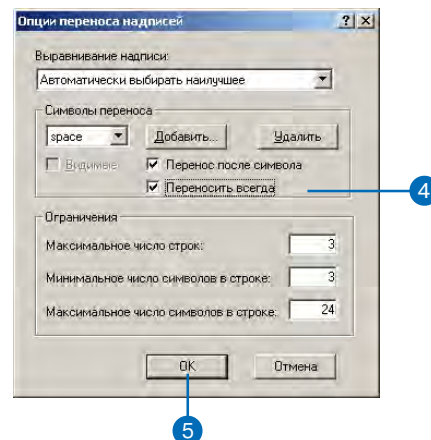 Опции переноса надписей
Выравнивание надписи:
Автоматически выбирать наилучшее
Символы переноса
space Добавить... Удалить
Видимые Перенос после символа
Переносить всегда
4
Ограничения
Максимальное число строк: 3
Минимальное число символов в строке: 3
Максимальное число символов в строке: 24
OK Отмена
5